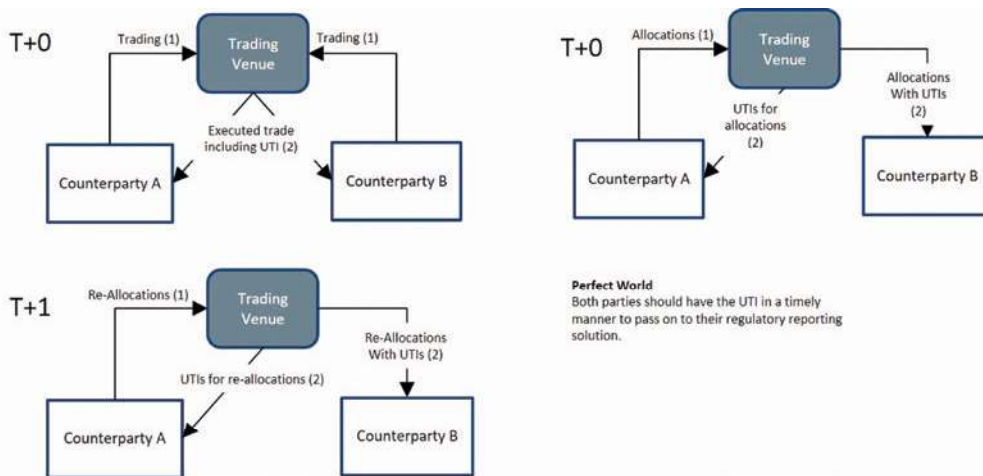 T+0
Trading (1)
Trading
Venue
Trading (1)
Executed trade
including UTI (2)
Counterparty A
Counterparty B
T+0
Allocations (1)
Trading
Venue
Allocations
With UTIs
(2)
UTIs for
allocations
(2)
Counterparty A
Counterparty B
T+1
Re-Allocations (1)
Trading
Venue
Re-Allocations
With UTIs (2)
UTIs for re-allocations (2)
Counterparty A
Counterparty B
Perfect World
Both parties should have the UTI in a timely
manner to pass on to their regulatory reporting
solution.